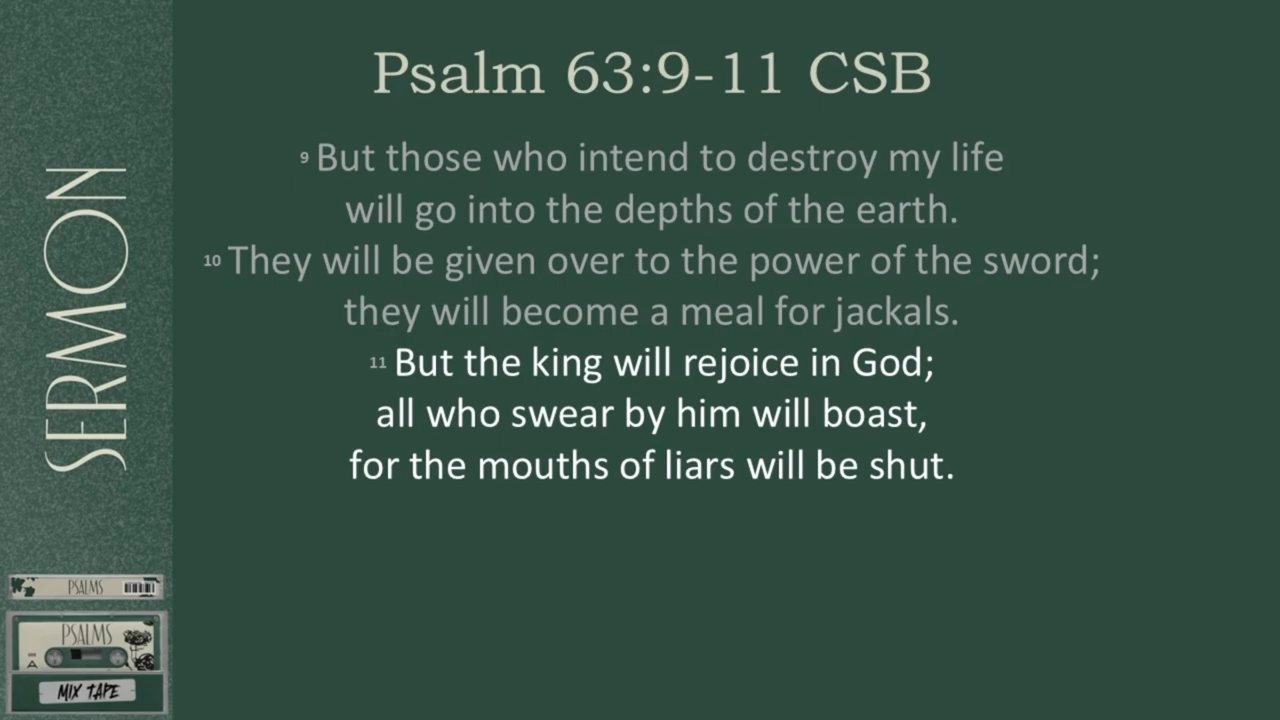 Psalm 63:9-11 CSB
9 But those who intend to destroy my life
will go into the depths of the earth.
10 They will be given over to the power of the sword;
they will become a meal for jackals.
11 But the king will rejoice in God;
all who swear by him will boast,
for the mouths of liars will be shut.
SERMON
PSALMS
PSALMS
A
MIX TAPE